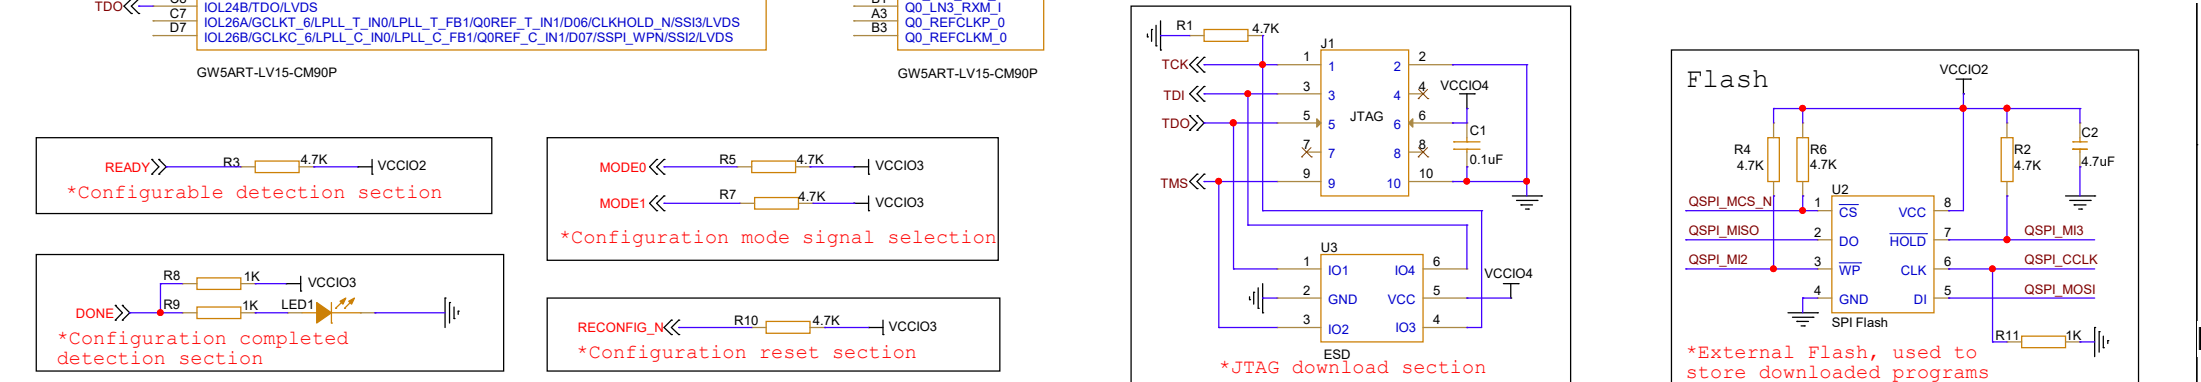 TDO
IOL24B/TDO/LVDS
C7
IOL26A/GCLKT_6/LPLL_T_IN0/LPLL_T_FB1/Q0REF_T_IN1/D06/CLKHOLD_N/SSI3/LVDS
D7
IOL26B/GCLKC_6/LPLL_C_IN0/LPLL_C_FB1/Q0REF_C_IN1/D07/SSPI_WPN/SSI2/LVDS
GW5ART-LV15-CM90P
Q0_LN3_RXM_I
A3
Q0_REFCLKP_0
B3
Q0_REFCLKM_0
GW5ART-LV15-CM90P
READY
R3
4.7K
VCCIO2
*Configurable detection section
DONE
R8
1K
VCCIO3
R9
1K
LED1
*Configuration completed
detection section
MODE0
R5
4.7K
VCCIO3
MODE1
R7
4.7K
VCCIO3
*Configuration mode signal selection
RECONFIG_N
R10
4.7K
VCCIO3
*Configuration reset section
R1
4.7K
J1
TCK
1
1
2
2
TDI
3
3
4
4
VCCIO4
TDO
5
5
JTAG
6
6
C1
0.1uF
7
7
8
8
TMS
9
9
10
10
U3
1
IO1
IO4
6
VCCIO4
2
GND
VCC
5
3
IO2
IO3
4
ESD
*JTAG download section
Flash
VCCIO2
R4
4.7K
R6
4.7K
R2
4.7K
C2
4.7uF
U2
QSPI_MCS_N
1
CS
VCC
8
QSPI_MISO
2
DO
HOLD
7
QSPI_MI3
QSPI_MI2
3
WP
CLK
6
QSPI_CCLK
4
GND
DI
5
QSPI_MOSI
SPI Flash
R11
1K
*External Flash, used to
store downloaded programs